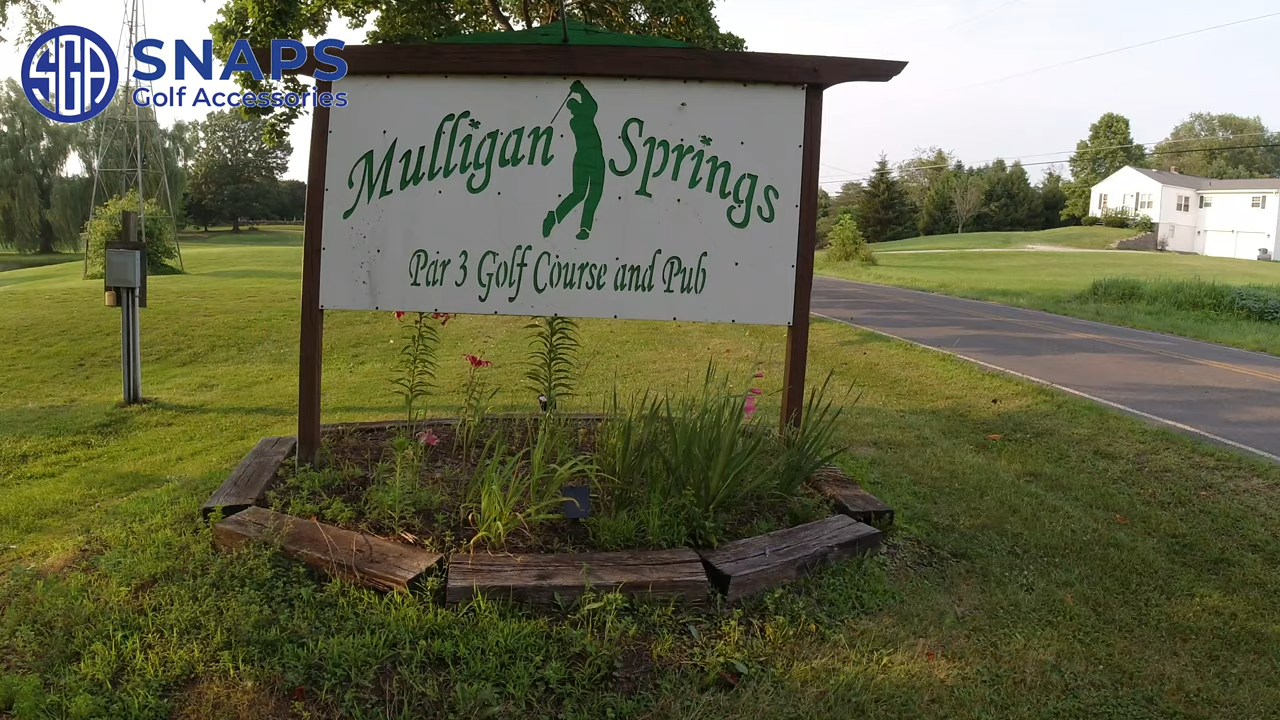 SGA
SNAPS
Golf Accessories
Mulligan Springs
Par 3 Golf Course and Pub